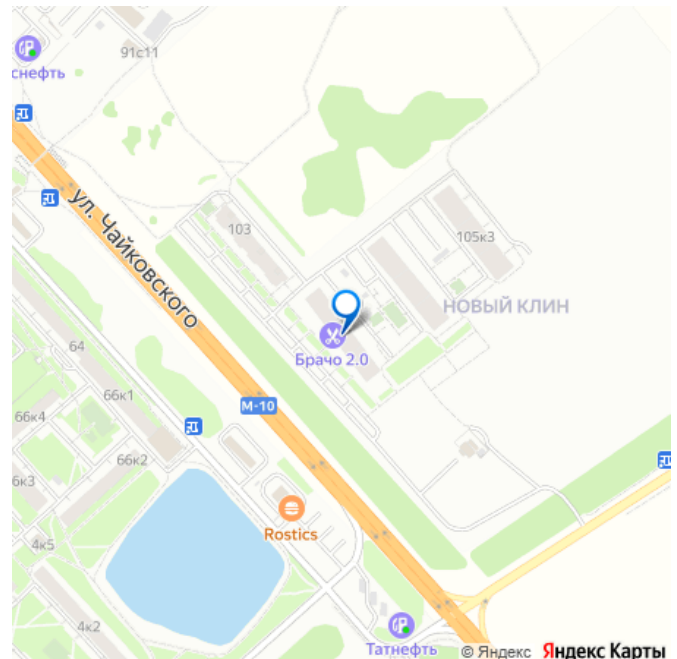 91с11
снефть
ул. Чайковского
103
105к3
НОВЫЙ КЛИН
Брачо 2.0
64
66к1
М-10
66к4
66к2
6к3
Rostics
4к5
4к2
Татнефть
© Яндекс Яндекс Карты